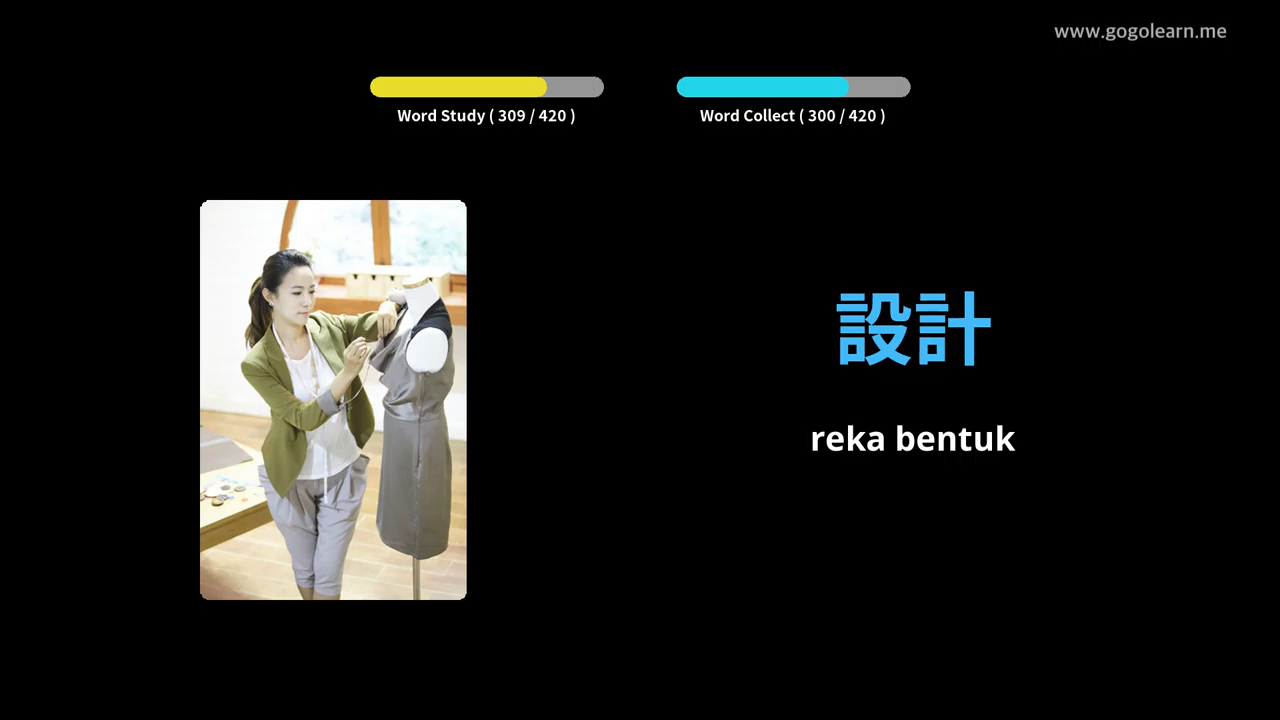 www.gogolearn.me
Word Study ( 309 / 420 )
Word Collect ( 300 / 420 )
設計
reka bentuk